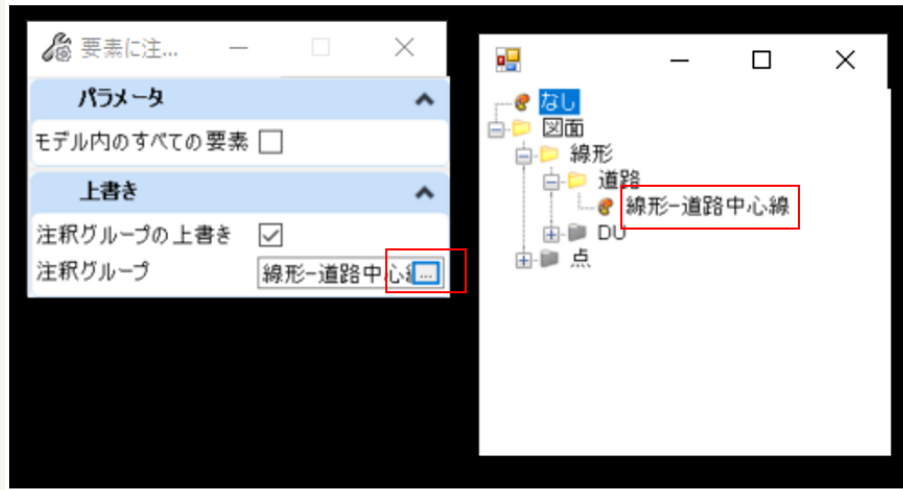 要素に注...
パラメータ
モデル内のすべての要素
上書き
注釈グループの上書き
注釈グループ
線形-道路中心線
...
なし
図面
線形
道路
線形-道路中心線
DU
点